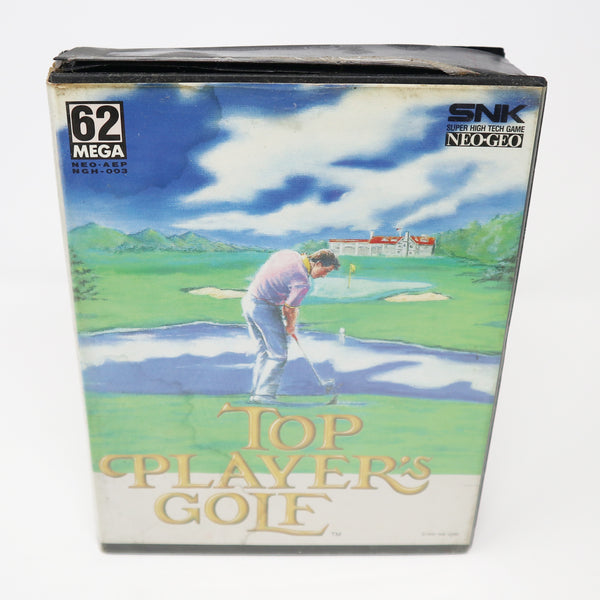 62
MEGA
NEO-AEP
NGH-003
SNK
SUPER HIGH TECH GAME
NEO•GEO
TOP
PLAYER'S
GOLF
TM